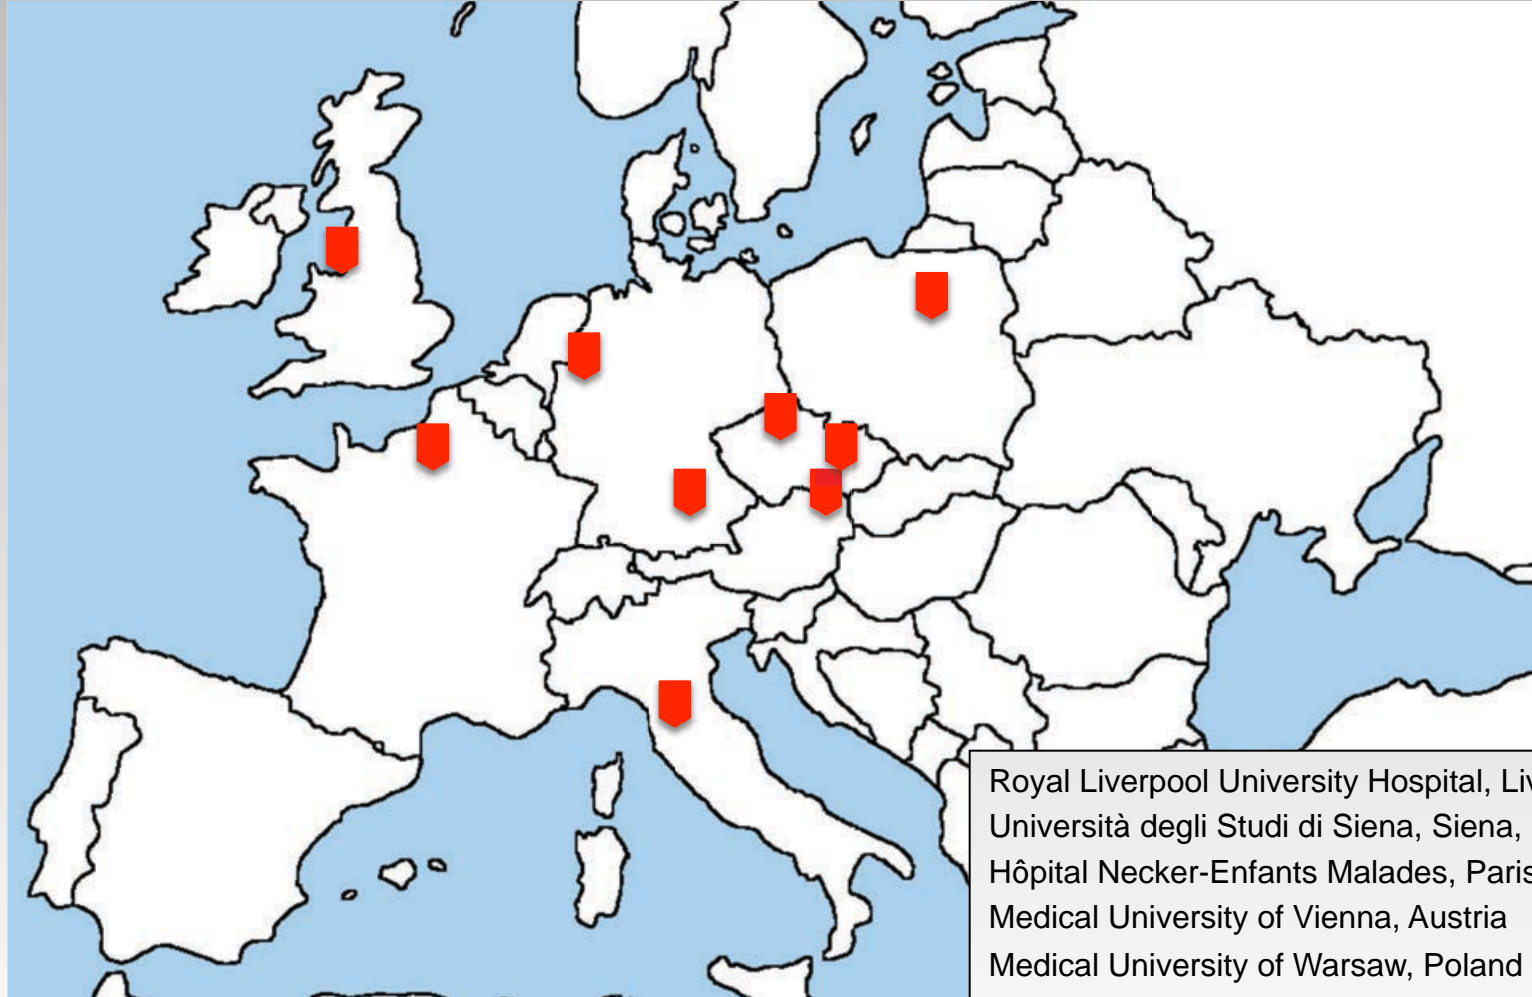 Royal Liverpool University Hospital, Liv
Università degli Studi di Siena, Siena,
Hôpital Necker-Enfants Malades, Paris
Medical University of Vienna, Austria
Medical University of Warsaw, Poland